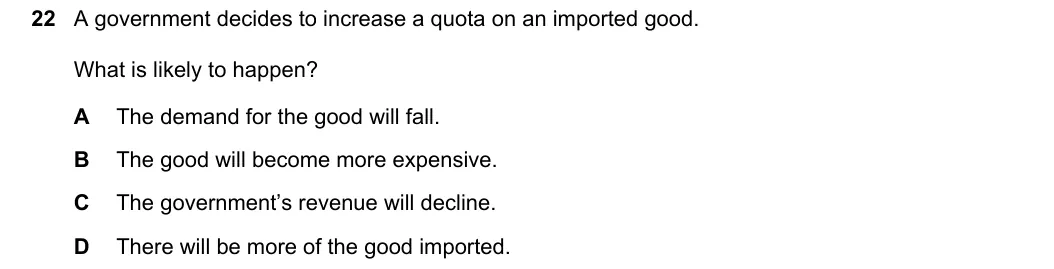 22 A government decides to increase a quota on an imported good.
What is likely to happen?
A The demand for the good will fall.
B The good will become more expensive.
C The government’s revenue will decline.
D There will be more of the good imported.